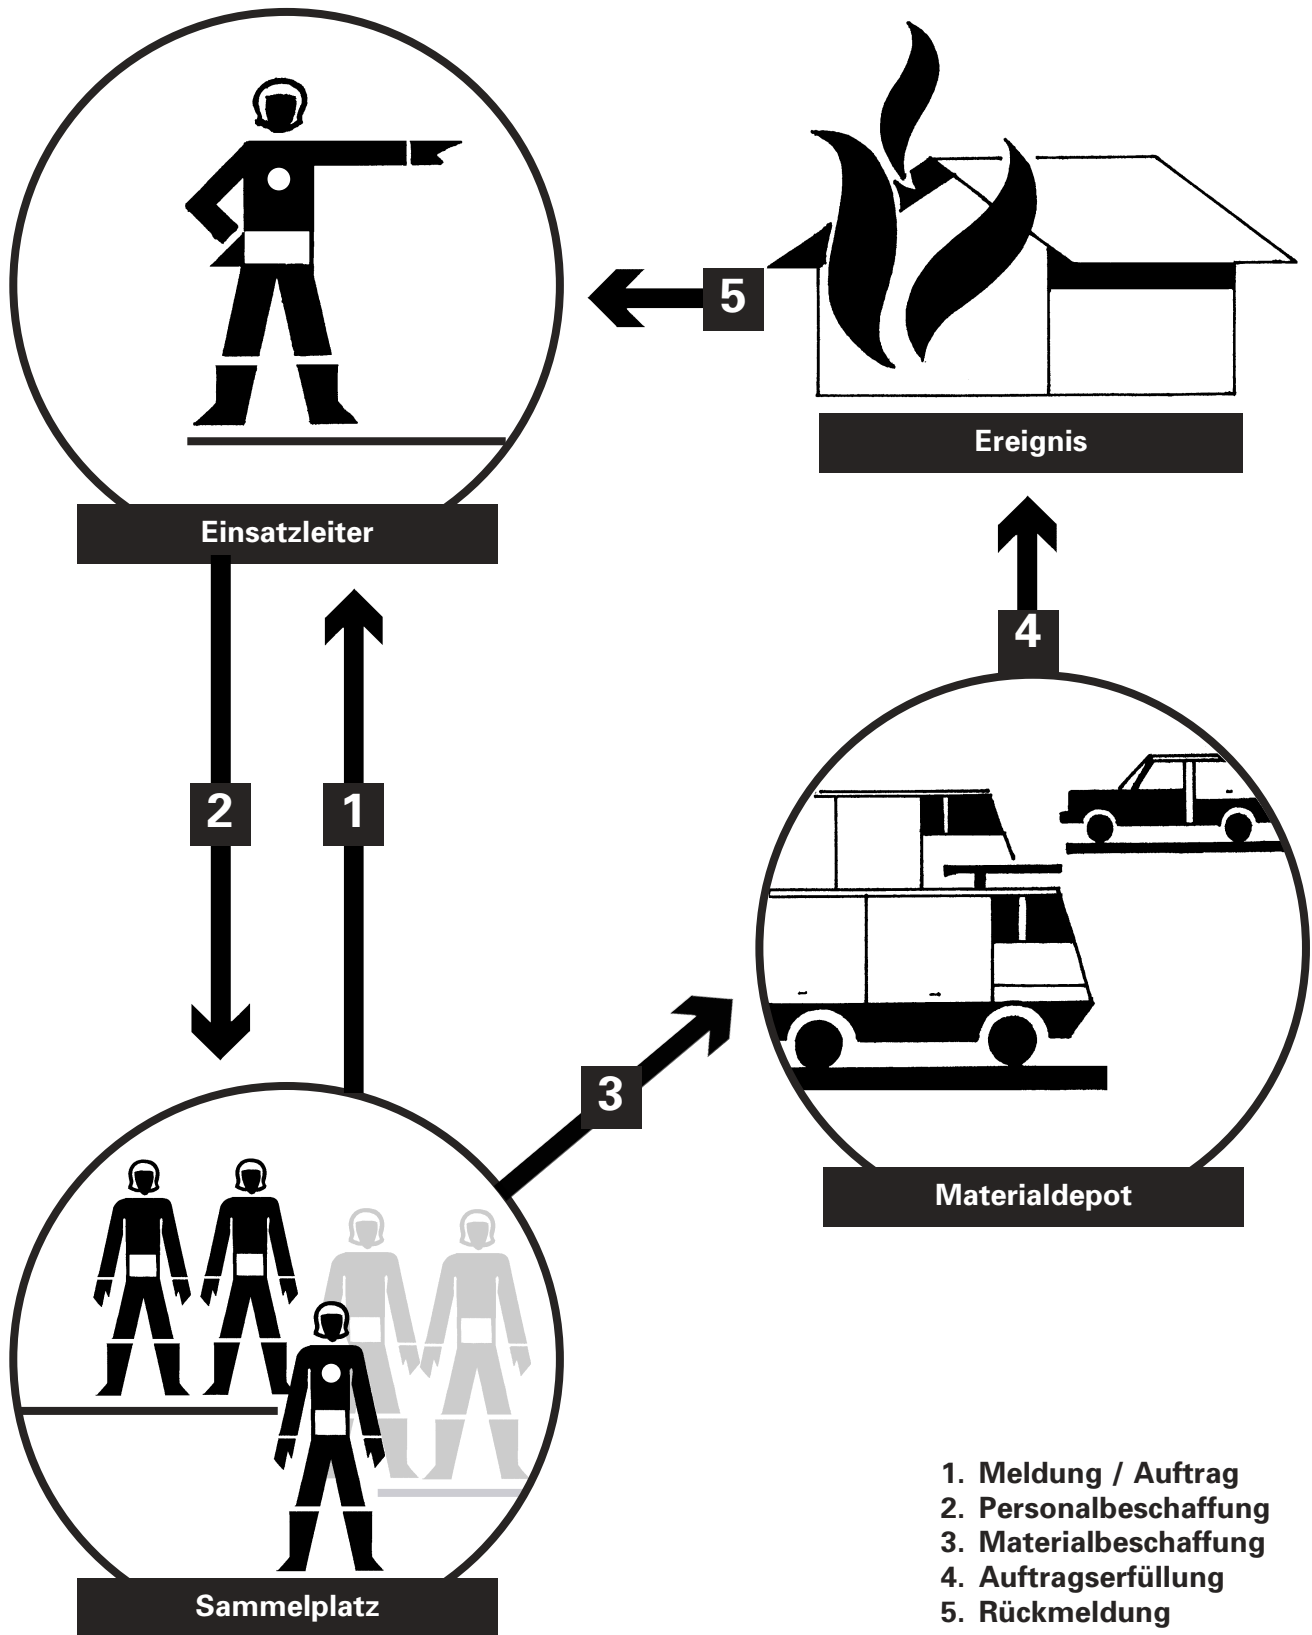 5
Ereignis
Einsatzleiter
4
2
1
3
Materialdepot
Sammelplatz
1. Meldung / Auftrag
2. Personalbeschaffung
3. Materialbeschaffung
4. Auftragserfüllung
5. Rückmeldung